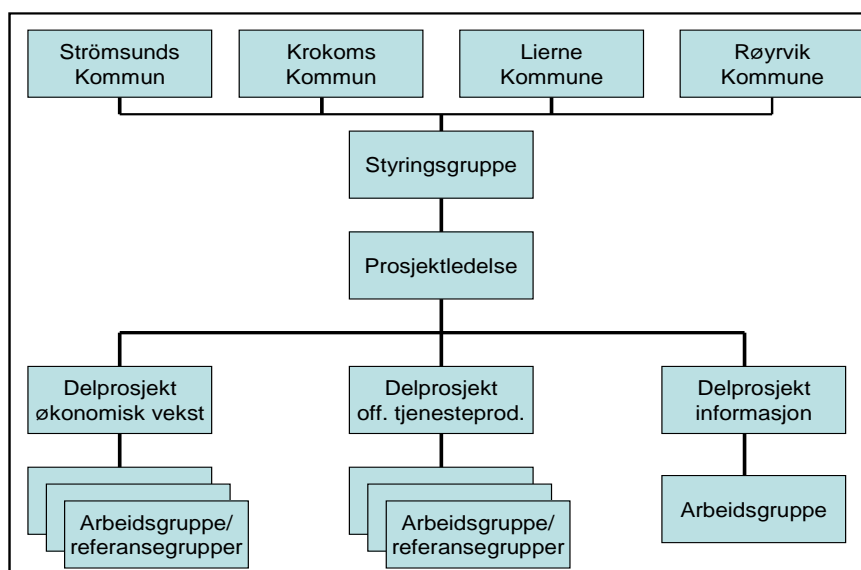 Strömsunds
Kommun
Krokoms
Kommun
Lierne
Kommune
Røyrvik
Kommune
Styringsgruppe
Prosjektledelse
Delprosjekt
økonomisk vekst
Delprosjekt
off. tjenesteprod.
Delprosjekt
informasjon
Arbeidsgruppe/
referansegrupper
Arbeidsgruppe/
referansegrupper
Arbeidsgruppe